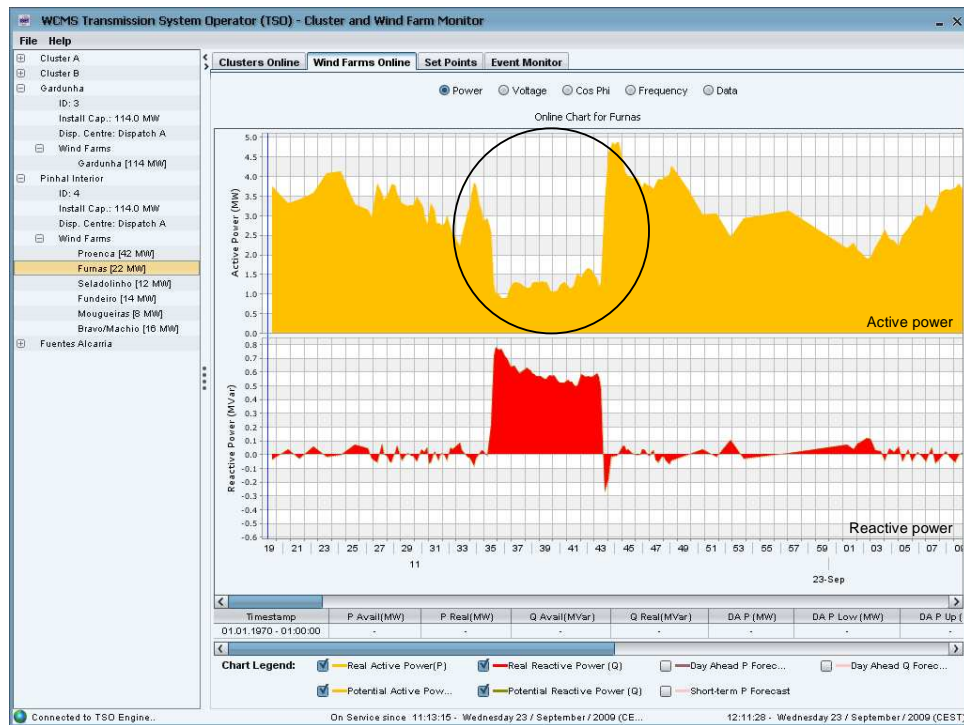 WCMS Transmission System Operator (TSO) - Cluster and Wind Farm Monitor
File Help
Cluster A
Cluster B
Gardunha
ID: 3
Install Cap.: 114.0 MW
Disp. Centre: Dispatch A
Wind Farms
Gardunha [114 MW]
Pinhal Interior
ID: 4
Install Cap.: 114.0 MW
Disp. Centre: Dispatch A
Wind Farms
Proenca [42 MW]
Furnas [22 MW]
Seladolinho [12 MW]
Fundeiro [14 MW]
Mougueiras [8 MW]
Bravo/Machio [16 MW]
Fuentes Alcarria
Clusters Online Wind Farms Online Set Points Event Monitor
Power Voltage Cos Phi Frequency Data
Online Chart for Furnas
Active Power (MW)
5.0
4.5
4.0
3.5
3.0
2.5
2.0
1.5
1.0
0.5
0.0
Active power
Reactive Power (MVar)
0.8
0.7
0.6
0.5
0.4
0.3
0.2
0.1
0.0
-0.1
-0.2
-0.3
-0.4
-0.5
-0.6
Reactive power
19 21 23 25 27 29 31 33 35 37 39 41 43 45 47 49 51 53 55 57 59 01 03 05 07 09
11
23-Sep
Timestamp P Avail(MW) P Real(MW) Q Avail(MVar) Q Real(MVar) DA P (MW) DA P Low (MW) DA P Up (
01.01.1970 - 01:00:00 - - - - - - -
Chart Legend: Real Active Power(P) Real Reactive Power (Q) Day Ahead P Forec... Day Ahead Q Forec...
Potential Active Pow... Potential Reactive Power (Q) Short-term P Forecast
Connected to TSO Engine.. On Service since 11:13:15 - Wednesday 23 / September / 2009 (CE... 12:11:28 - Wednesday 23 / September / 2009 (CEST)